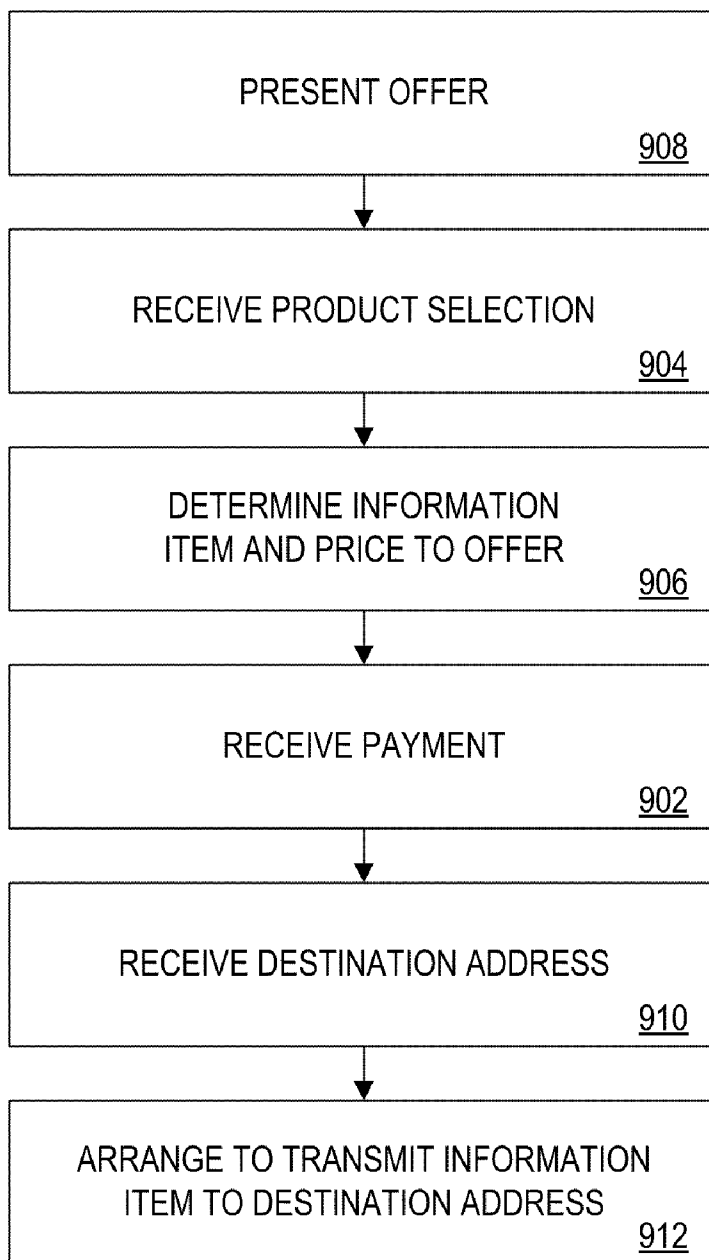 PRESENT OFFER
908
RECEIVE PRODUCT SELECTION
904
DETERMINE INFORMATION
ITEM AND PRICE TO OFFER
906
RECEIVE PAYMENT
902
RECEIVE DESTINATION ADDRESS
910
ARRANGE TO TRANSMIT INFORMATION
ITEM TO DESTINATION ADDRESS
912